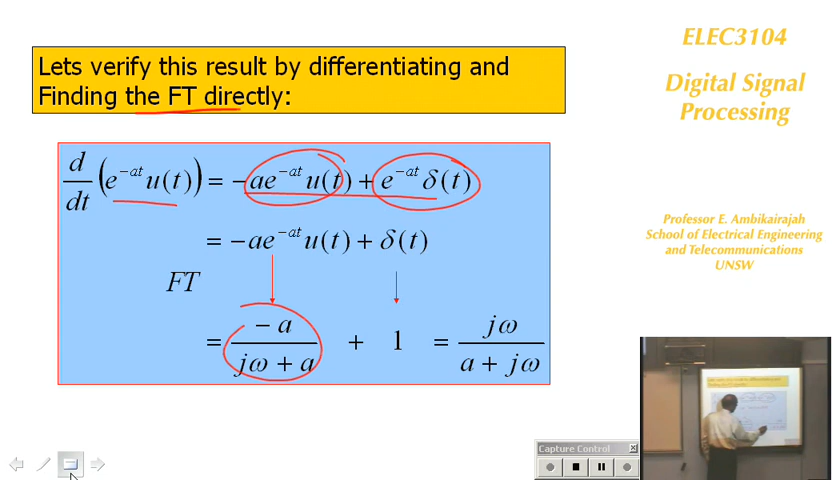 ELEC3104
Digital Signal
Processing
Lets verify this result by differentiating and
Finding the FT directly:
d/dt (e^{-at} u(t)) = -ae^{-at} u(t) + e^{-at} δ(t)
= -ae^{-at} u(t) + δ(t)
FT
= -a/(jω + a) + 1 = jω/(a + jω)
Professor E. Ambikairajah
School of Electrical Engineering
and Telecommunications
UNSW
Capture Control